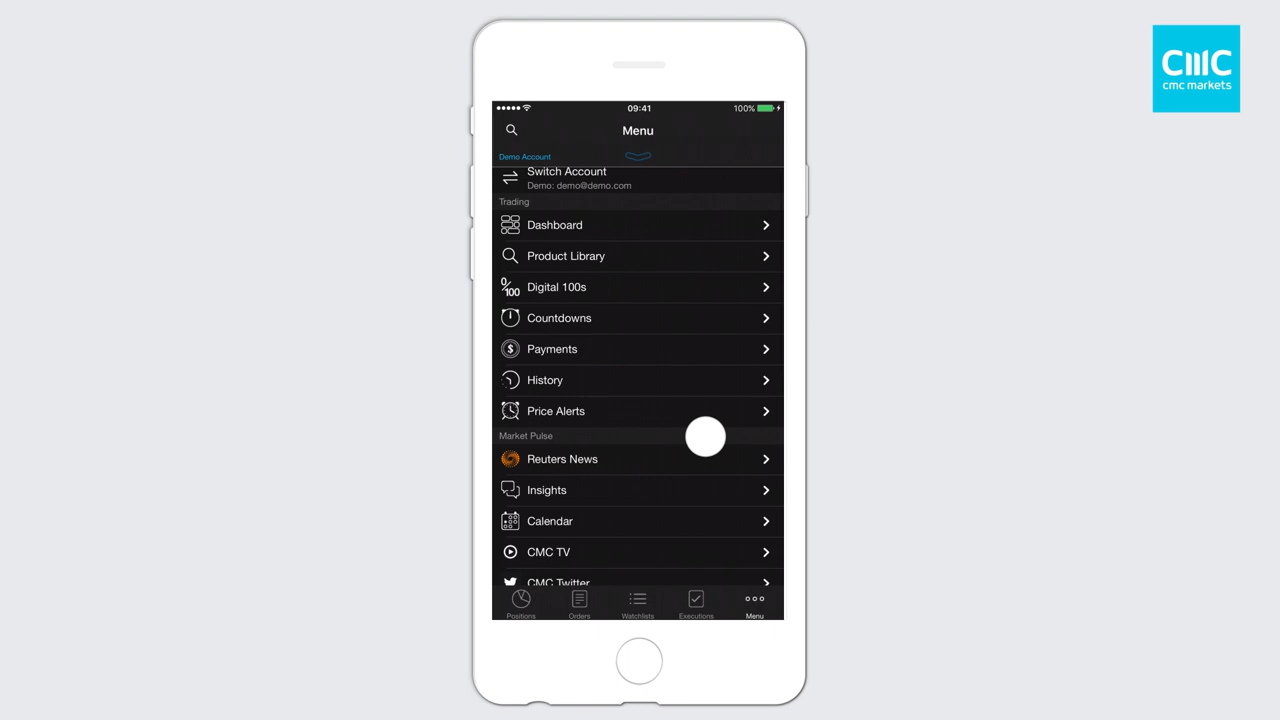 CMC
cmc markets
09:41
100%
Menu
Demo Account
Switch Account
Demo: demo@demo.com
Trading
Dashboard
Product Library
0/100 Digital 100s
Countdowns
$ Payments
History
Price Alerts
Market Pulse
Reuters News
Insights
Calendar
CMC TV
CMC Twitter
Positions Orders Watchlists Executions Menu